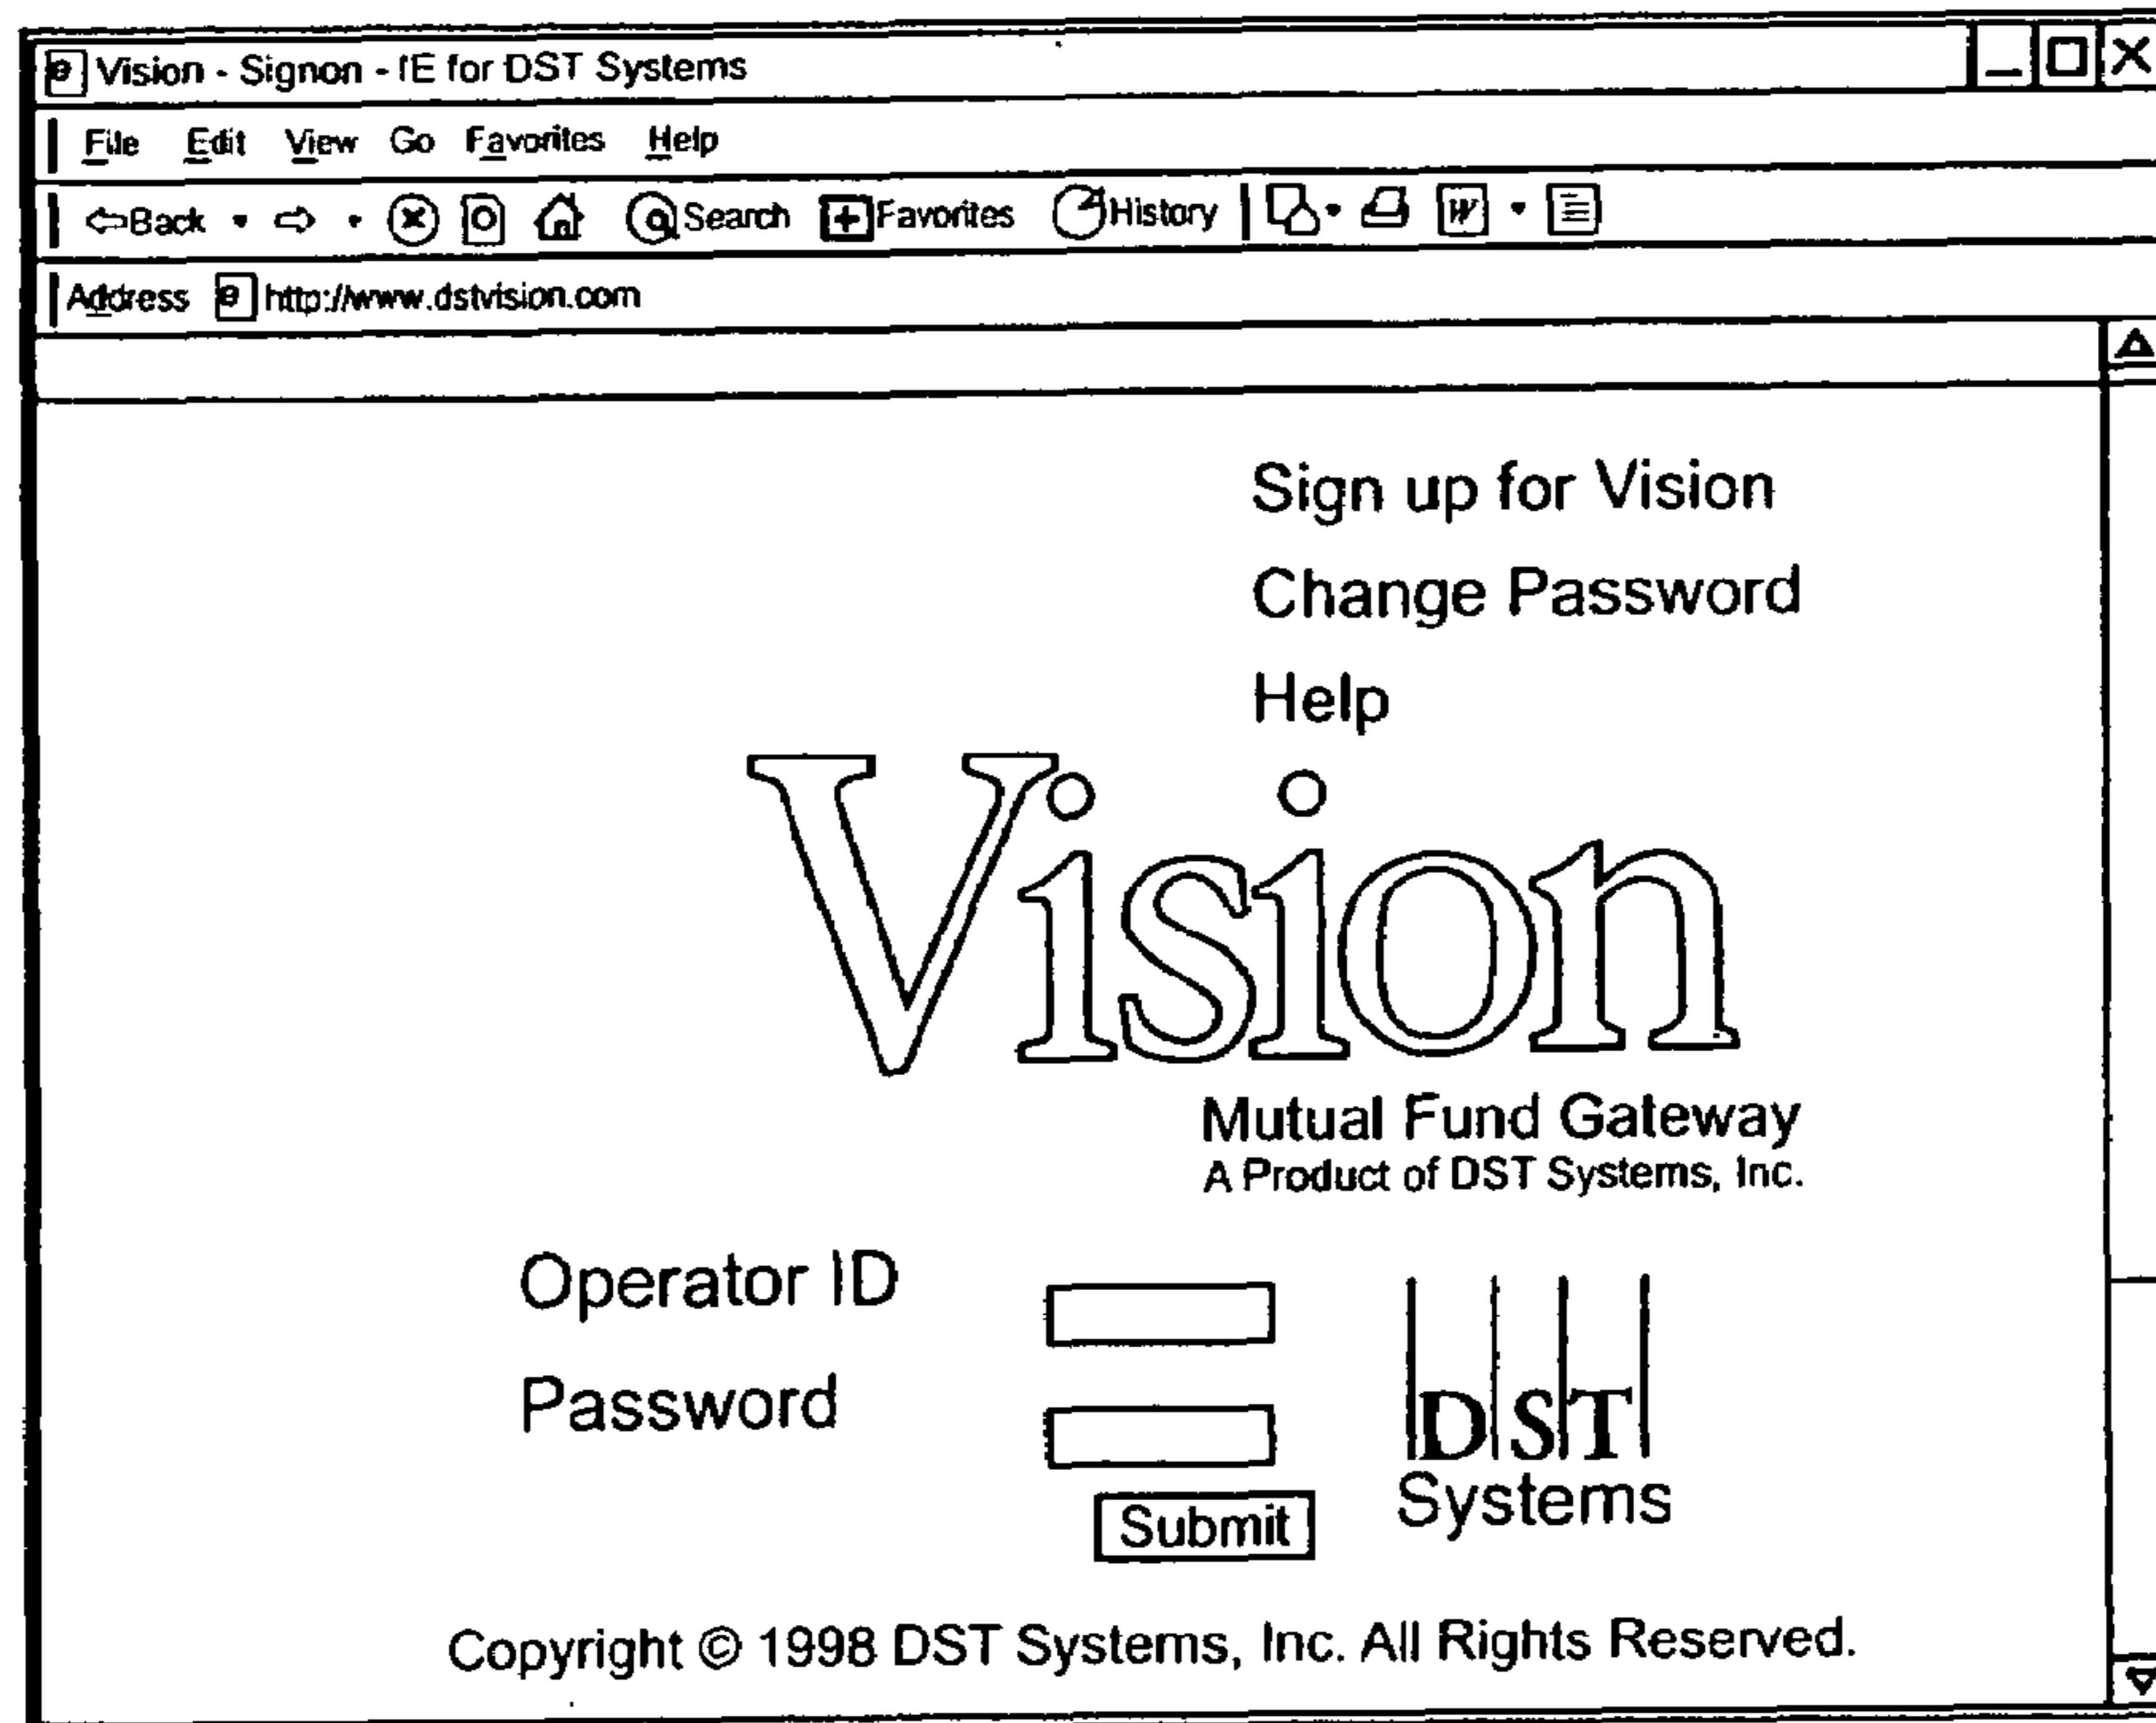 Vision - Signon - IE for DST Systems
File Edit View Go Favorites Help
Back Search Favorites History W
Address http://www.dstvision.com
Sign up for Vision
Change Password
Help
Vision
Mutual Fund Gateway
A Product of DST Systems, Inc.
Operator ID
Password
DST
Systems
Submit
Copyright © 1998 DST Systems, Inc. All Rights Reserved.